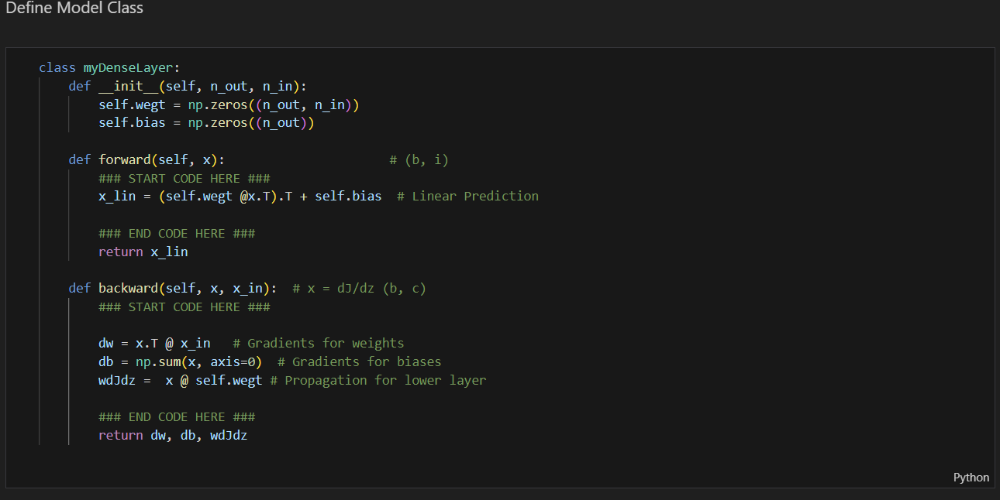 Define Model Class
class myDenseLayer:
def __init__(self, n_out, n_in):
self.wegt = np.zeros((n_out, n_in))
self.bias = np.zeros((n_out))
def forward(self, x): # (b, i)
### START CODE HERE ###
x_lin = (self.wegt @x.T).T + self.bias # Linear Prediction
### END CODE HERE ###
return x_lin
def backward(self, x, x_in): # x = dJ/dz (b, c)
### START CODE HERE ###
dw = x.T @ x_in # Gradients for weights
db = np.sum(x, axis=0) # Gradients for biases
wdJdz = x @ self.wegt # Propagation for lower layer
### END CODE HERE ###
return dw, db, wdJdz
Python